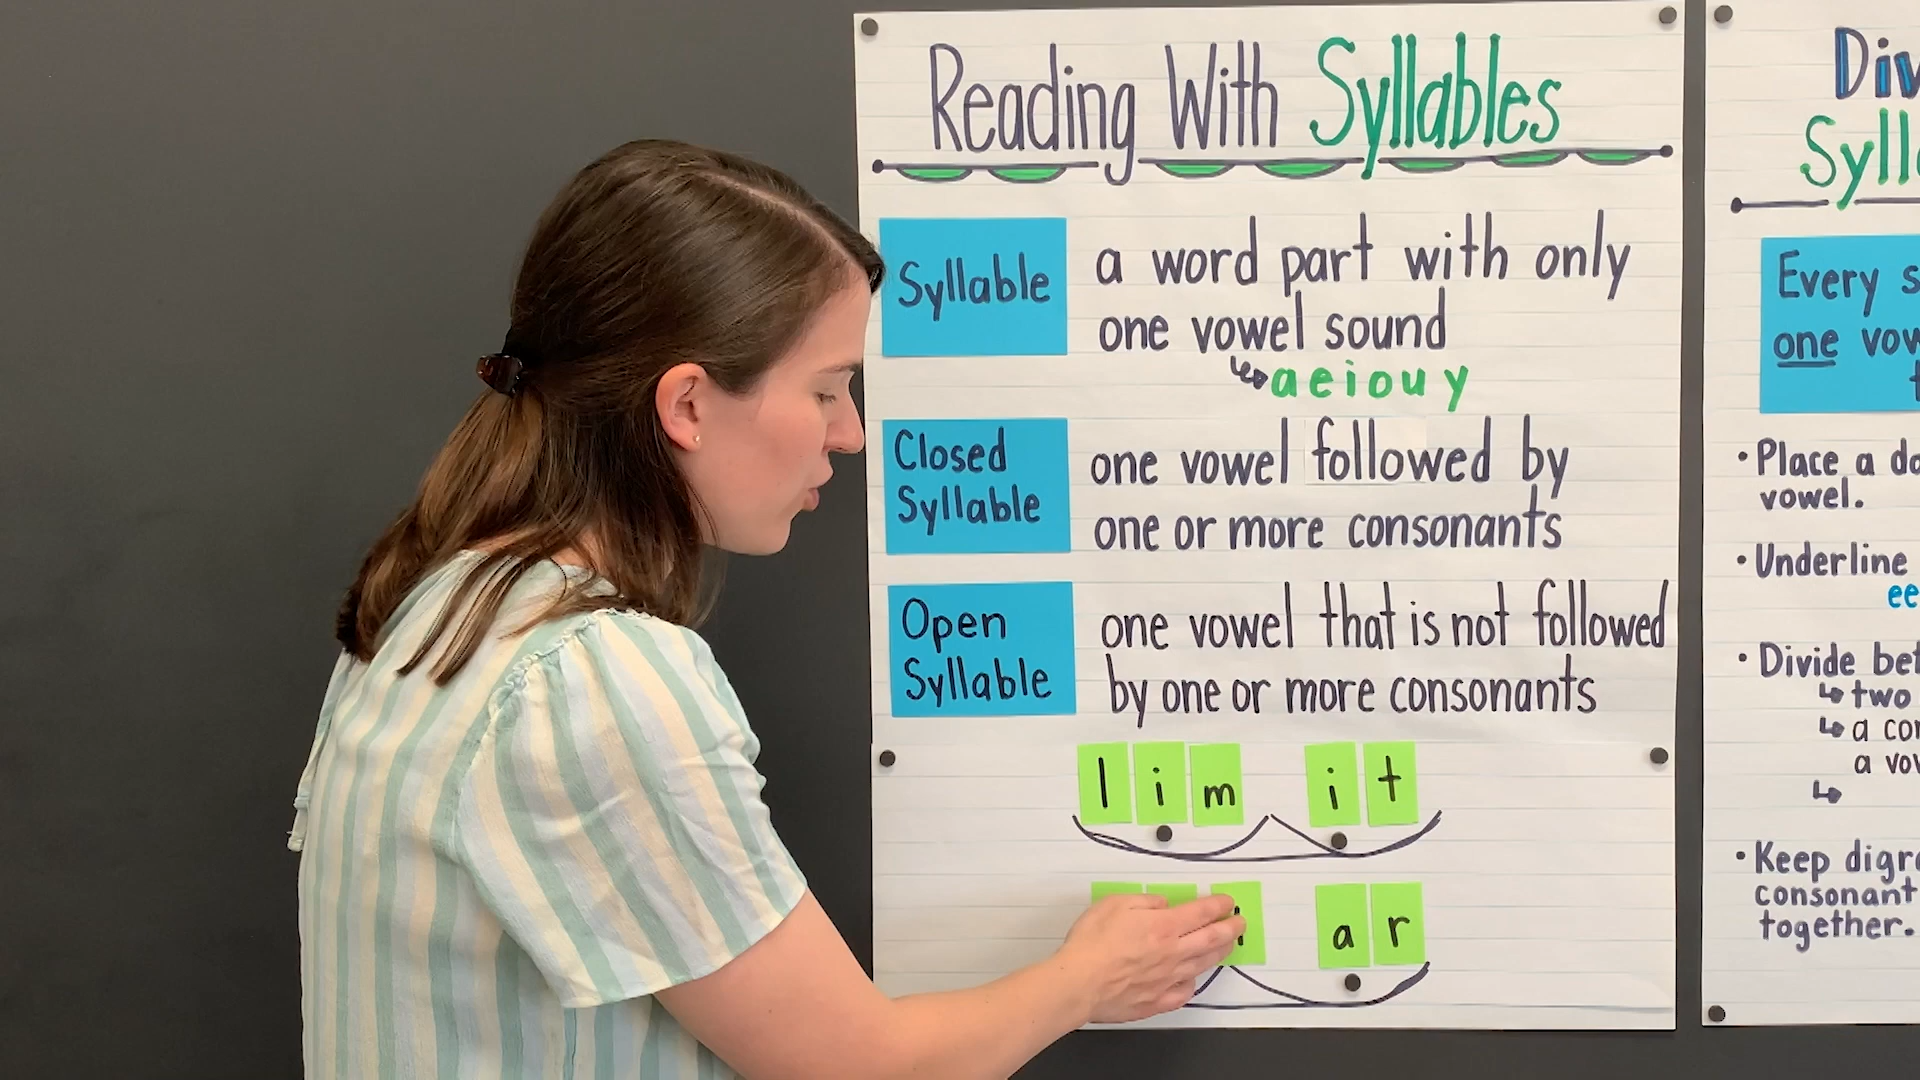 Reading With Syllables
Syllable
a word part with only
one vowel sound
↳ a e i o u y
Closed
Syllable
one vowel followed by
one or more consonants
Open
Syllable
one vowel that is not followed
by one or more consonants
l i m i t
a r
Every
one
• Place a
vowel.
• Underline
ee
• Divide
↳ two
↳ a
a
↳
• Keep
consonant
together.